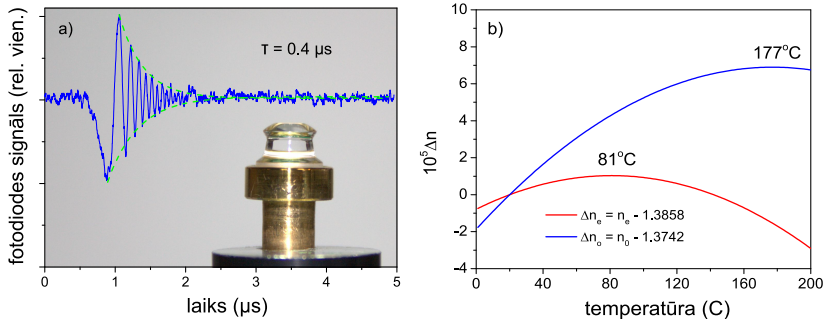 a)
τ = 0.4 µs
fotodiodes signāls (rel. vien.)
0 1 2 3 4 5
laiks (µs)
b)
177°C
81°C
10⁵Δn
10
8
6
4
2
0
-2
-4
Δnₑ = nₑ - 1.3858
Δnₒ = n₀ - 1.3742
0 40 80 120 160 200
temperatūra (C)